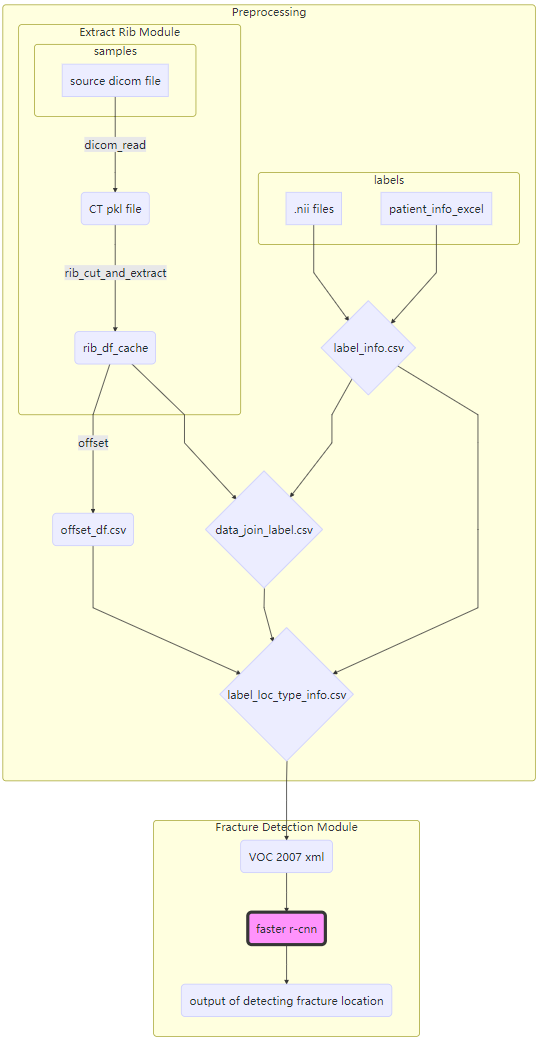 Preprocessing
Extract Rib Module
samples
source dicom file
dicom_read
labels
CT pkl file
.nii files
patient_info_excel
rib_cut_and_extract
rib_df_cache
label_info.csv
offset
offset_df.csv
data_join_label.csv
label_loc_type_info.csv
Fracture Detection Module
VOC 2007 xml
faster r-cnn
output of detecting fracture location